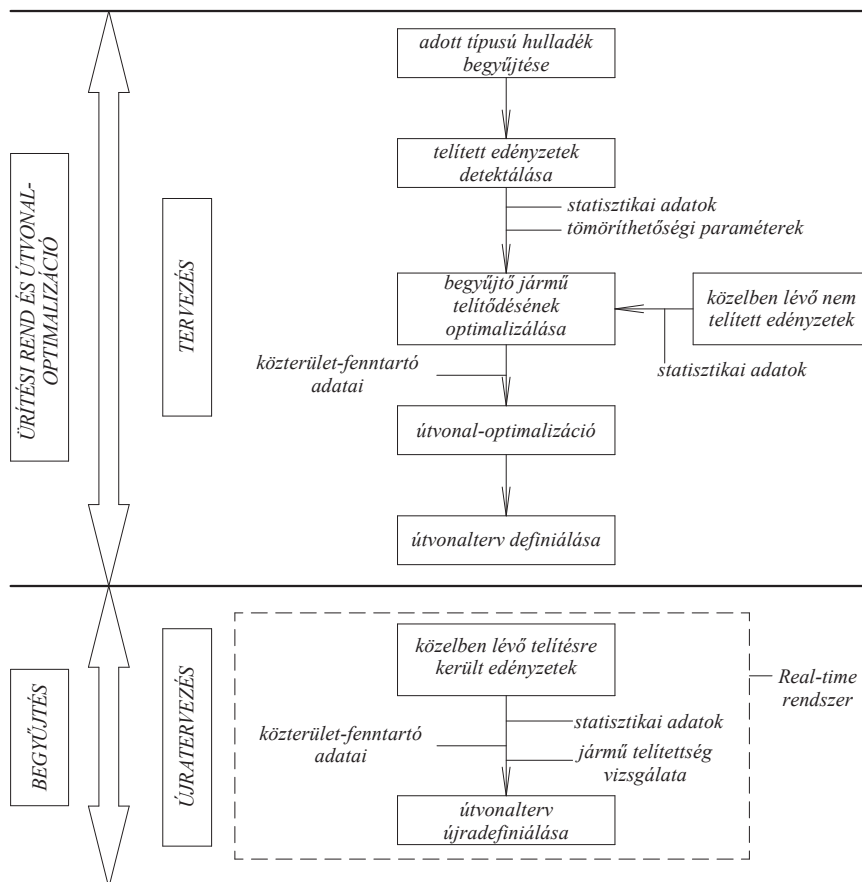 adott típusú hulladék
begyűjtése
telített edényzetek
detektálása
statisztikai adatok
tömöríthetőségi paraméterek
begyűjtő jármű
telítődésének
optimalizálása
közelben lévő nem
telített edényzetek
statisztikai adatok
közterület-fenntartó
adatai
útvonal-optimalizáció
útvonalterv definiálása
ÜRÍTÉSI REND ÉS ÚTVONAL-
OPTIMALIZÁCIÓ
TERVEZÉS
közelben lévő telítésre
került edényzetek
Real-time
rendszer
statisztikai adatok
közterület-fenntartó
adatai
jármű telítettség
vizsgálata
útvonalterv
újradefiniálása
BEGYŰJTÉS
ÚJRATERVEZÉS